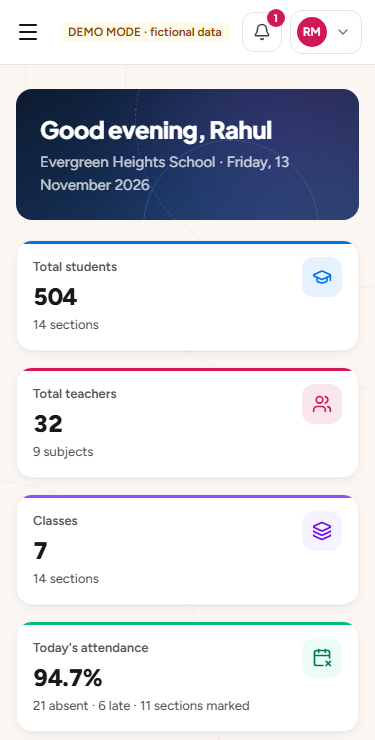 DEMO MODE · fictional data
1
RM
Good evening, Rahul
Evergreen Heights School · Friday, 13
November 2026
Total students
504
14 sections
Total teachers
32
9 subjects
Classes
7
14 sections
Today's attendance
94.7%
21 absent · 6 late · 11 sections marked